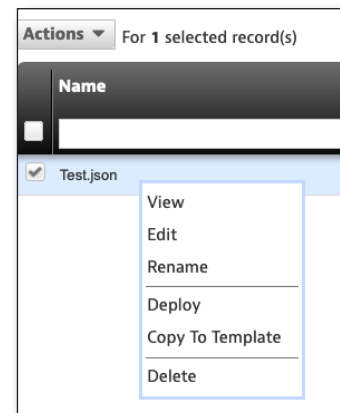 Actions For 1 selected record(s)
Name
Test.json
View
Edit
Rename
Deploy
Copy To Template
Delete